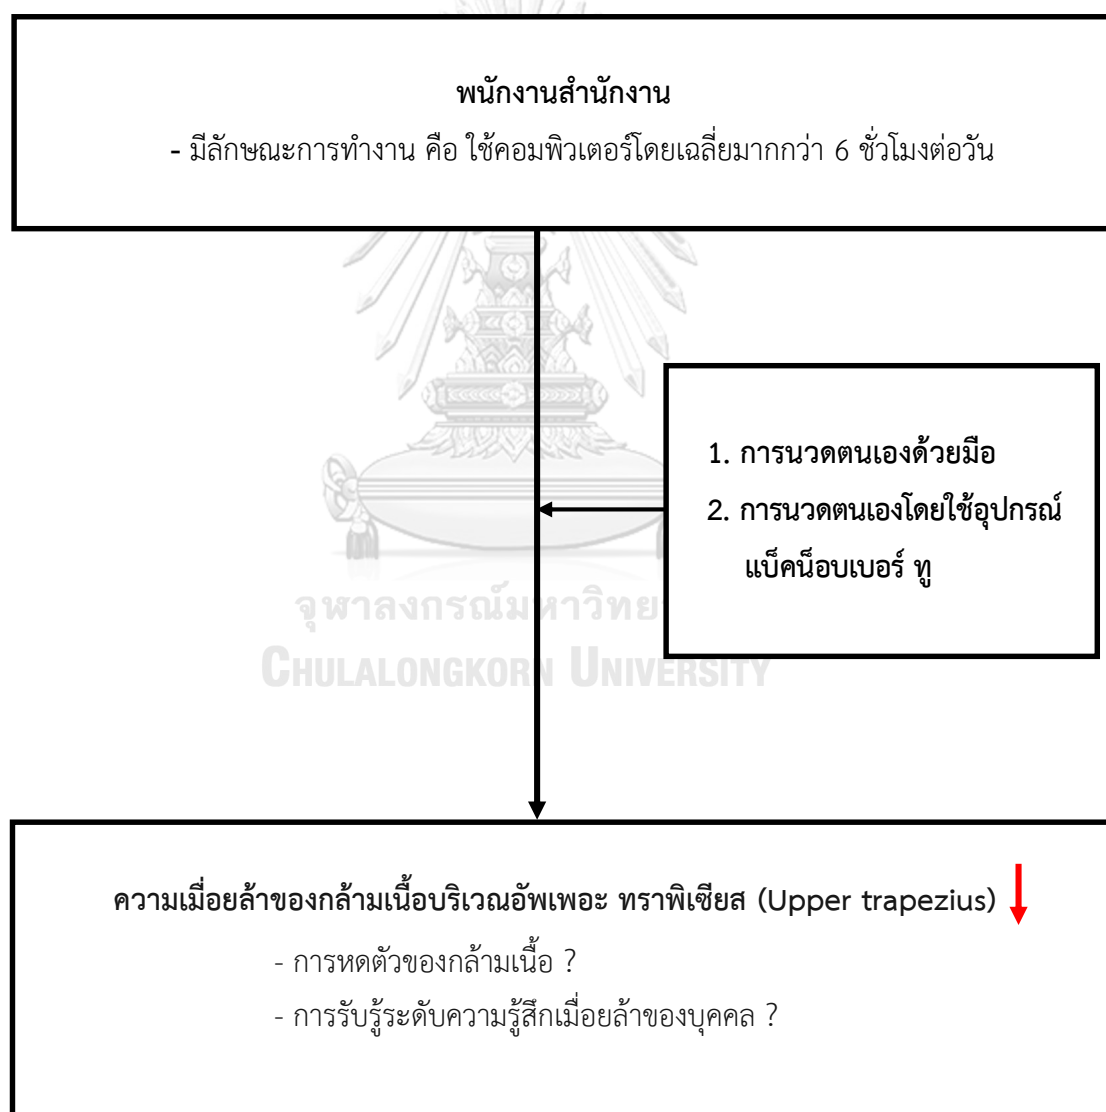 พนักงานสำนักงาน
- มีลักษณะการทำงาน คือ ใช้คอมพิวเตอร์โดยเฉลี่ยมากกว่า 6 ชั่วโมงต่อวัน
1. การนวดตนเองด้วยมือ
2. การนวดตนเองโดยใช้อุปกรณ์
แบ็คน็อบเบอร์ ทู
จุฬาลงกรณ์มหาวิทย
CHULALONGKORN UNIVERSITY
ความเมื่อยล้าของกล้ามเนื้อบริเวณอัพเพอะ ทราพิเซียส (Upper trapezius)
- การหดตัวของกล้ามเนื้อ ?
- การรับรู้ระดับความรู้สึกเมื่อยล้าของบุคคล ?